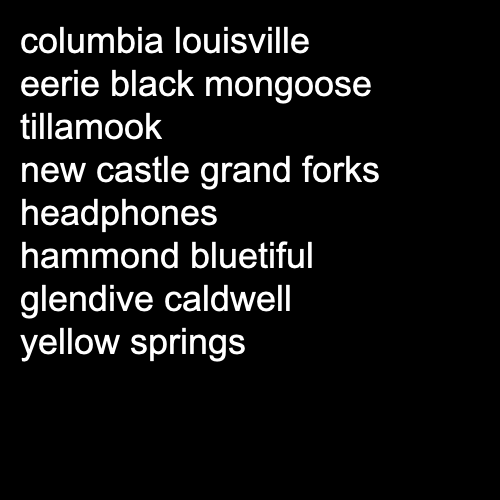 columbia louisville
eerie black mongoose
tillamook
new castle grand forks
headphones
hammond bluetiful
glendive caldwell
yellow springs